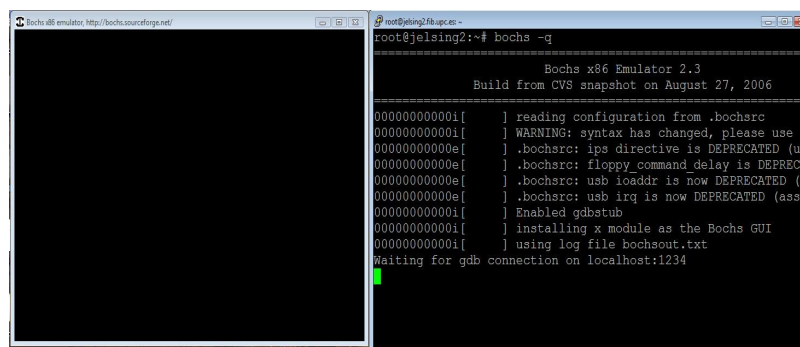 Bochs x86 emulator, http://bochs.sourceforge.net/
root@jelsing2.fib.upc.es: ~
root@jelsing2:~# bochs -q
========================================================================
Bochs x86 Emulator 2.3
Build from CVS snapshot on August 27, 2006
========================================================================
00000000000i[     ] reading configuration from .bochsrc
00000000000i[     ] WARNING: syntax has changed, please use
00000000000e[     ] .bochsrc: ips directive is DEPRECATED (u
00000000000e[     ] .bochsrc: floppy_command_delay is DEPREC
00000000000e[     ] .bochsrc: usb ioaddr is now DEPRECATED (
00000000000e[     ] .bochsrc: usb irq is now DEPRECATED (ass
00000000000i[     ] Enabled gdbstub
00000000000i[     ] installing x module as the Bochs GUI
00000000000i[     ] using log file bochsout.txt
Waiting for gdb connection on localhost:1234